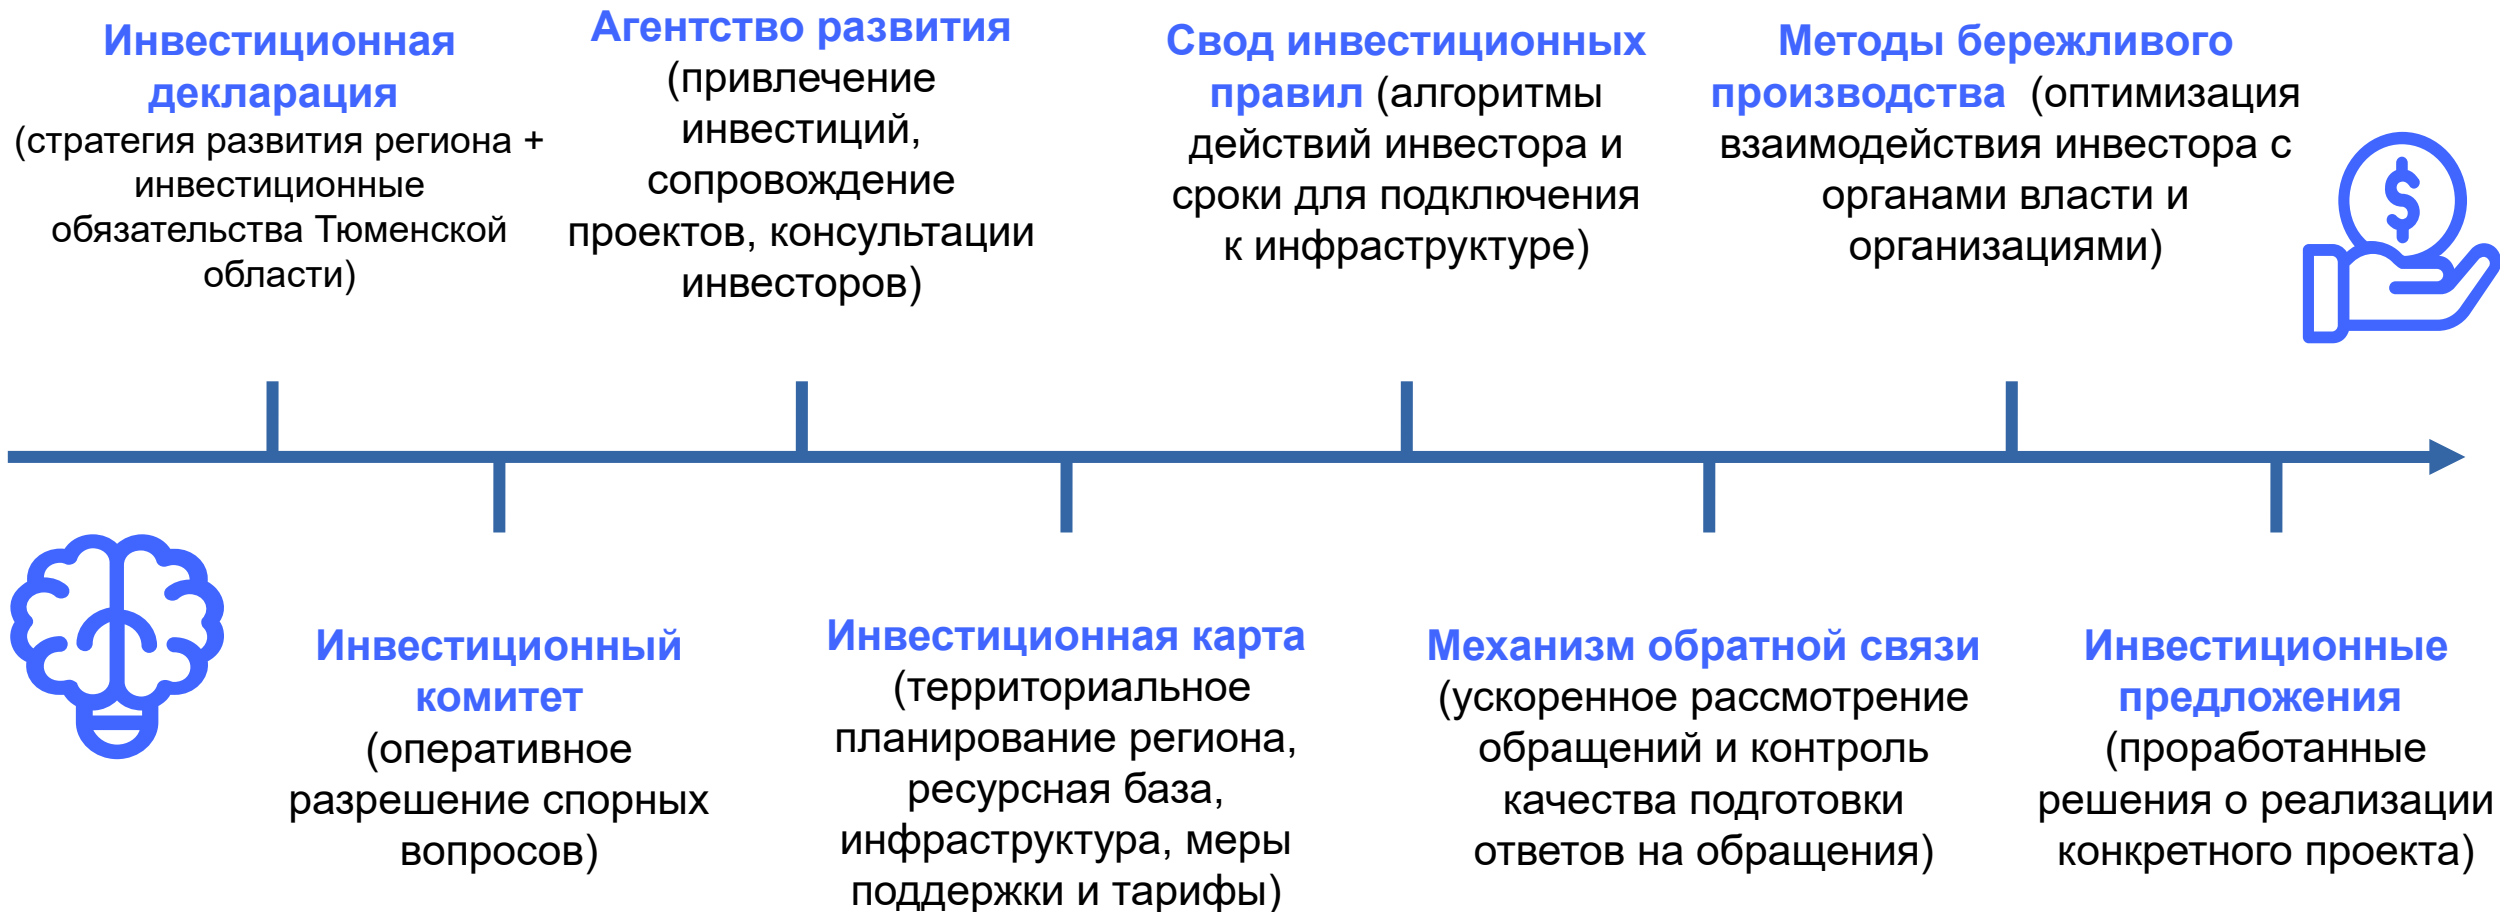 Инвестиционная
декларация
(стратегия развития региона +
инвестиционные
обязательства Тюменской
области)
Агентство развития
(привлечение
инвестиций,
сопровождение
проектов, консультации
инвесторов)
Свод инвестиционных
правил (алгоритмы
действий инвестора и
сроки для подключения
к инфраструктуре)
Методы бережливого
производства (оптимизация
взаимодействия инвестора с
органами власти и
организациями)
$
Инвестиционный
комитет
(оперативное
разрешение спорных
вопросов)
Инвестиционная карта
(территориальное
планирование региона,
ресурсная база,
инфраструктура, меры
поддержки и тарифы)
Механизм обратной связи
(ускоренное рассмотрение
обращений и контроль
качества подготовки
ответов на обращения)
Инвестиционные
предложения
(проработанные
решения о реализации
конкретного проекта)